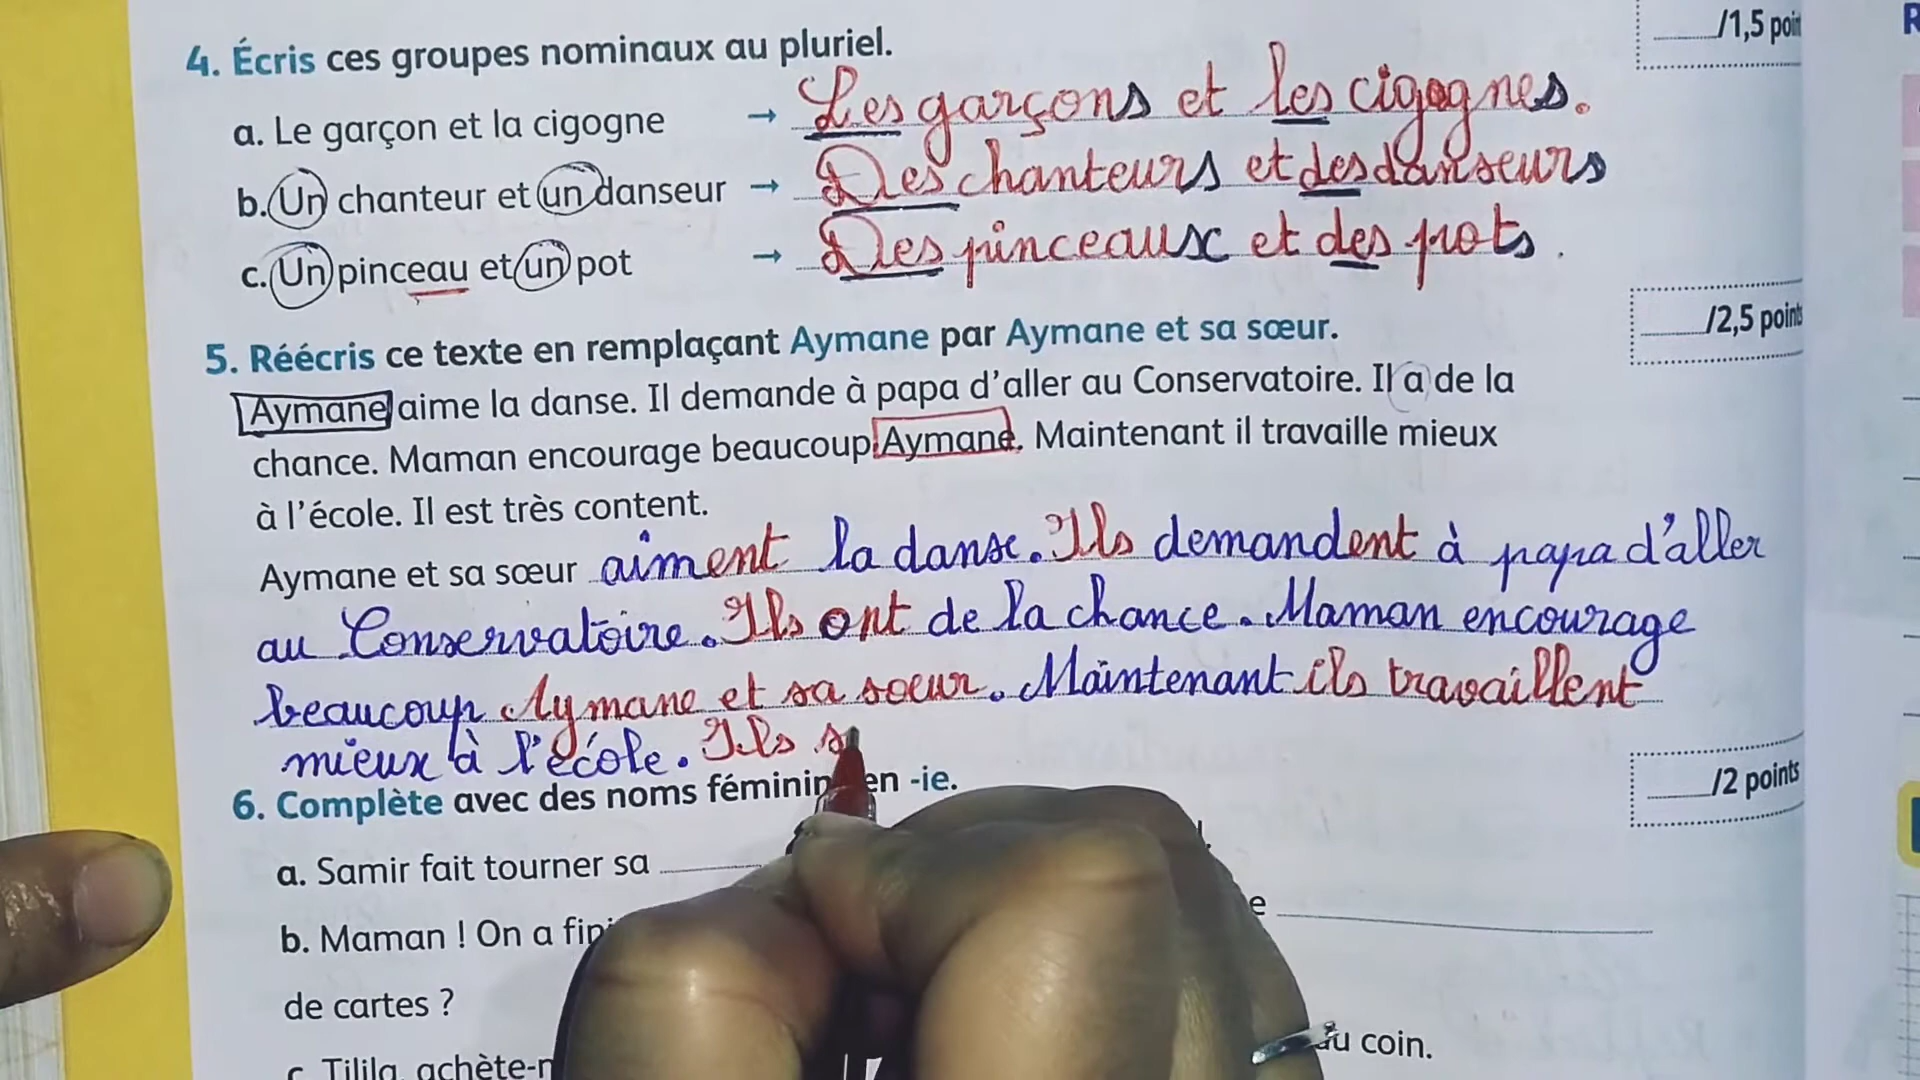 4. Écris ces groupes nominaux au pluriel.
/1,5 poin
a. Le garçon et la cigogne → Les garçons et les cigognes.
b. Un chanteur et un danseur → Des chanteurs et des danseurs
c. Un pinceau et un pot → Des pinceaux et des pots.
5. Réécris ce texte en remplaçant Aymane par Aymane et sa sœur.
/2,5 points
Aymane aime la danse. Il demande à papa d'aller au Conservatoire. Il a de la
chance. Maman encourage beaucoup Aymane. Maintenant il travaille mieux
à l'école. Il est très content.
Aymane et sa sœur aiment la danse. Ils demandent à papa d'aller
au Conservatoire. Ils ont de la chance. Maman encourage
beaucoup Aymane et sa sœur. Maintenant ils travaillent
mieux à l'école. Ils s
6. Complète avec des noms féminin en -ie.
/2 points
a. Samir fait tourner sa
b. Maman ! On a fini
de cartes ?
c. Tilila, achète-
du coin.